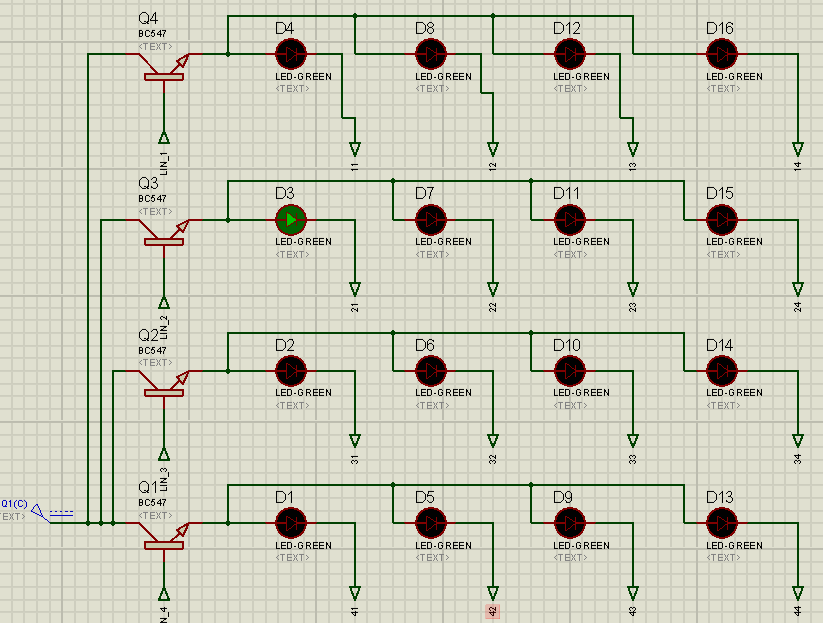 Q4
BC547
<TEXT>
D4
LED-GREEN
<TEXT>
D8
LED-GREEN
<TEXT>
D12
LED-GREEN
<TEXT>
D16
LED-GREEN
<TEXT>
LIN_1
11
12
13
14
Q3
BC547
<TEXT>
D3
LED-GREEN
<TEXT>
D7
LED-GREEN
<TEXT>
D11
LED-GREEN
<TEXT>
D15
LED-GREEN
<TEXT>
LIN_2
21
22
23
24
Q2
BC547
<TEXT>
D2
LED-GREEN
<TEXT>
D6
LED-GREEN
<TEXT>
D10
LED-GREEN
<TEXT>
D14
LED-GREEN
<TEXT>
LIN_3
31
32
33
34
Q1(C)
EXT>
Q1
BC547
<TEXT>
D1
LED-GREEN
<TEXT>
D5
LED-GREEN
<TEXT>
D9
LED-GREEN
<TEXT>
D13
LED-GREEN
<TEXT>
N_4
41
42
43
44